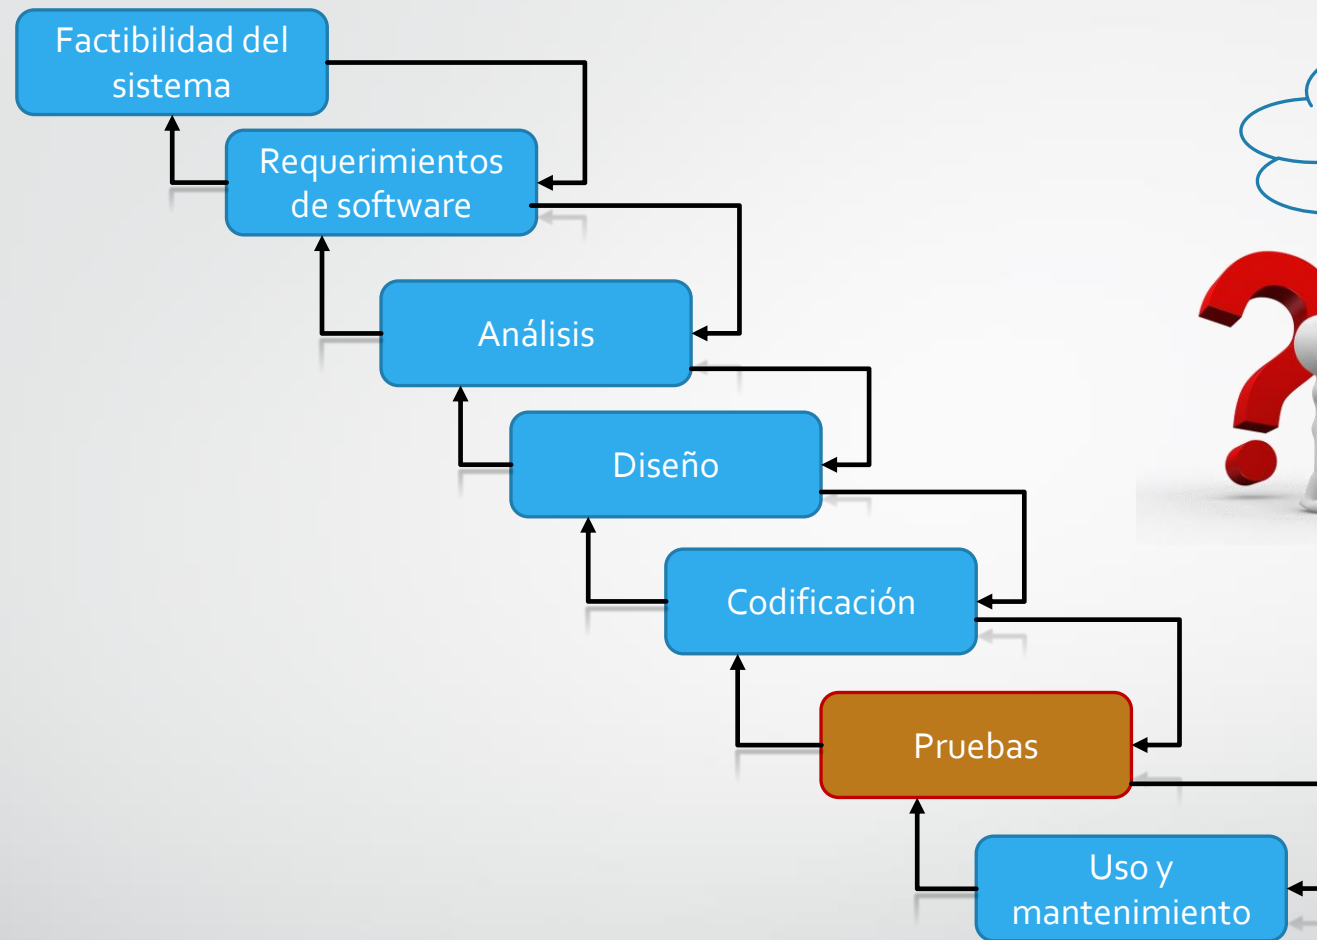 Factibilidad del
sistema
Requerimientos
de software
Análisis
Diseño
Codificación
Pruebas
Uso y
mantenimiento